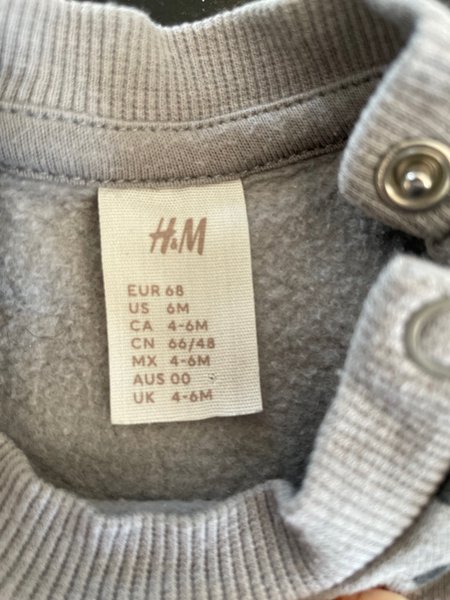 H&M
EUR 68
US 6M
CA 4-6M
CN 66/48
MX 4-6M
AUS 00
UK 4-6M